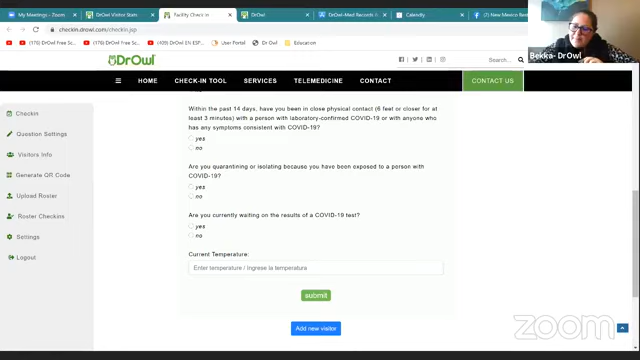 My Meetings - Zoom
DrOwl Visitor Stats
Facility Check in
DrOwl
DrOwl-Med Records A
Calendly
New Mexico Best
checkin.drowl.com/checkin.jsp
(176) DrOwl Free Sc
(176) DrOwl Free Sc
(409) DrOwl EN ESP
User Portal
Dr Owl
Education
DrOwl
HOME
CHECK-IN TOOL
SERVICES
TELEMEDICINE
CONTACT
CONTACT US
Bekka- DrOwl
Checkin
Question Settings
Visitors Info
Generate QR Code
Upload Roster
Roster Checkins
Settings
Logout
Within the past 14 days, have you been in close physical contact (6 feet or closer for at
least 3 minutes) with a person with laboratory-confirmed COVID-19 or with anyone who
has any symptoms consistent with COVID-19?
yes
no
Are you quarantining or isolating because you have been exposed to a person with
COVID-19?
yes
no
Are you currently waiting on the results of a COVID-19 test?
yes
no
Current Temperature:
Enter temperature / Ingrese la temperatura
submit
Add new visitor
zoom